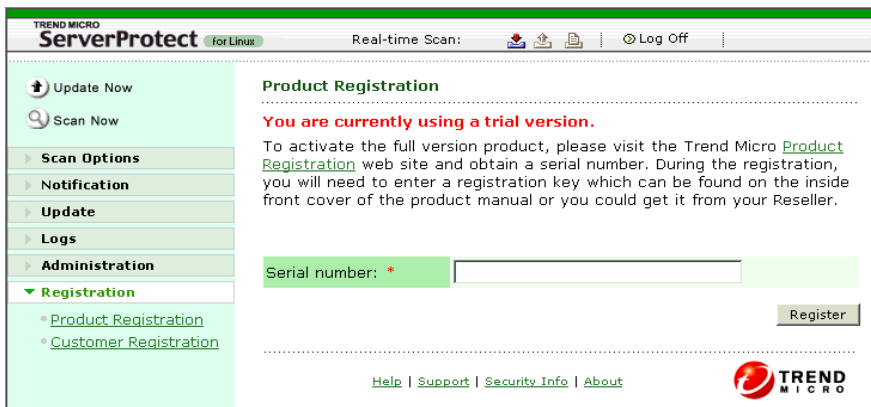 TREND MICRO
ServerProtect for Linux
Real-time Scan:
Log Off
Update Now
Scan Now
Scan Options
Notification
Update
Logs
Administration
Registration
Product Registration
Customer Registration
Product Registration
You are currently using a trial version.
To activate the full version product, please visit the Trend Micro Product
Registration web site and obtain a serial number. During the registration,
you will need to enter a registration key which can be found on the inside
front cover of the product manual or you could get it from your Reseller.
Serial number: *
Register
Help | Support | Security Info | About
TREND
MICRO